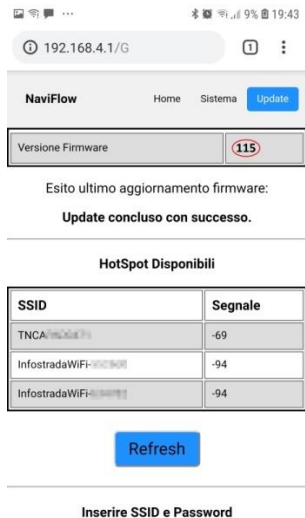 9% 19:43
192.168.4.1/G
1
NaviFlow Home Sistema Update
Versione Firmware 115
Esito ultimo aggiornamento firmware:
Update concluso con successo.
HotSpot Disponibili
SSID Segnale
TNCA -69
InfostradaWiFi- -94
InfostradaWiFi- -94
Refresh
Inserire SSID e Password